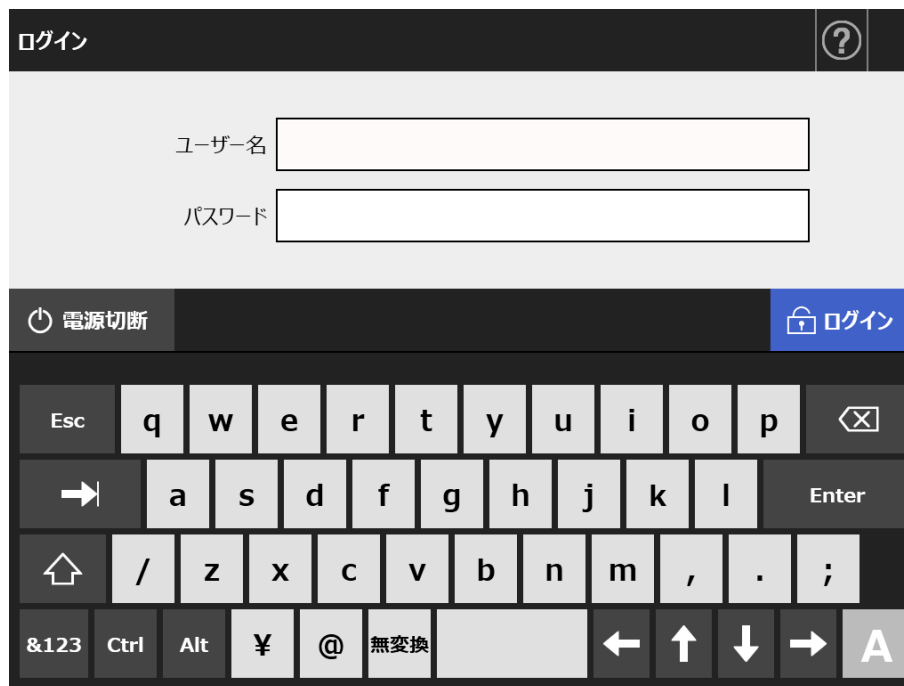 ログイン ?
ユーザー名
パスワード
電源切断 ログイン
Esc q w e r t y u i o p
a s d f g h j k l Enter
/ z x c v b n m , . ;
&123 Ctrl Alt ¥ @ 無変換 A